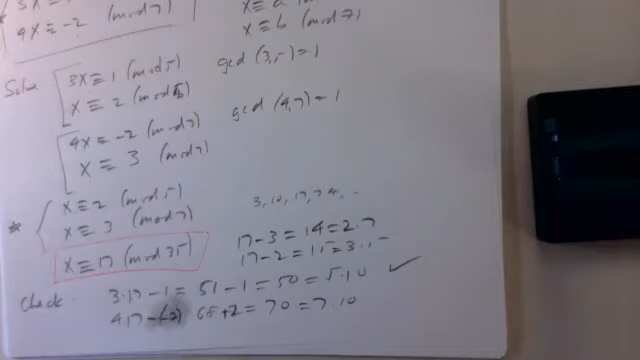 4x ≡ -2 (mod 7)
x ≡ 6 (mod 7)
Solve
3x ≡ 1 (mod 5) gcd (3,5) = 1
x ≡ 2 (mod 5)
4x ≡ -2 (mod 7) gcd (4,7) = 1
x ≡ 3 (mod 7)
* x ≡ 2 (mod 5)
x ≡ 3 (mod 7) 3, 10, 17, 24, ..
x ≡ 17 (mod 35) 17-3 = 14 = 2.7
17-2 = 15 = 3.5
Check 3.17-1 = 51-1 = 50 = 5.10 ✓
4.17-(-2) 68+2 = 70 = 7.10